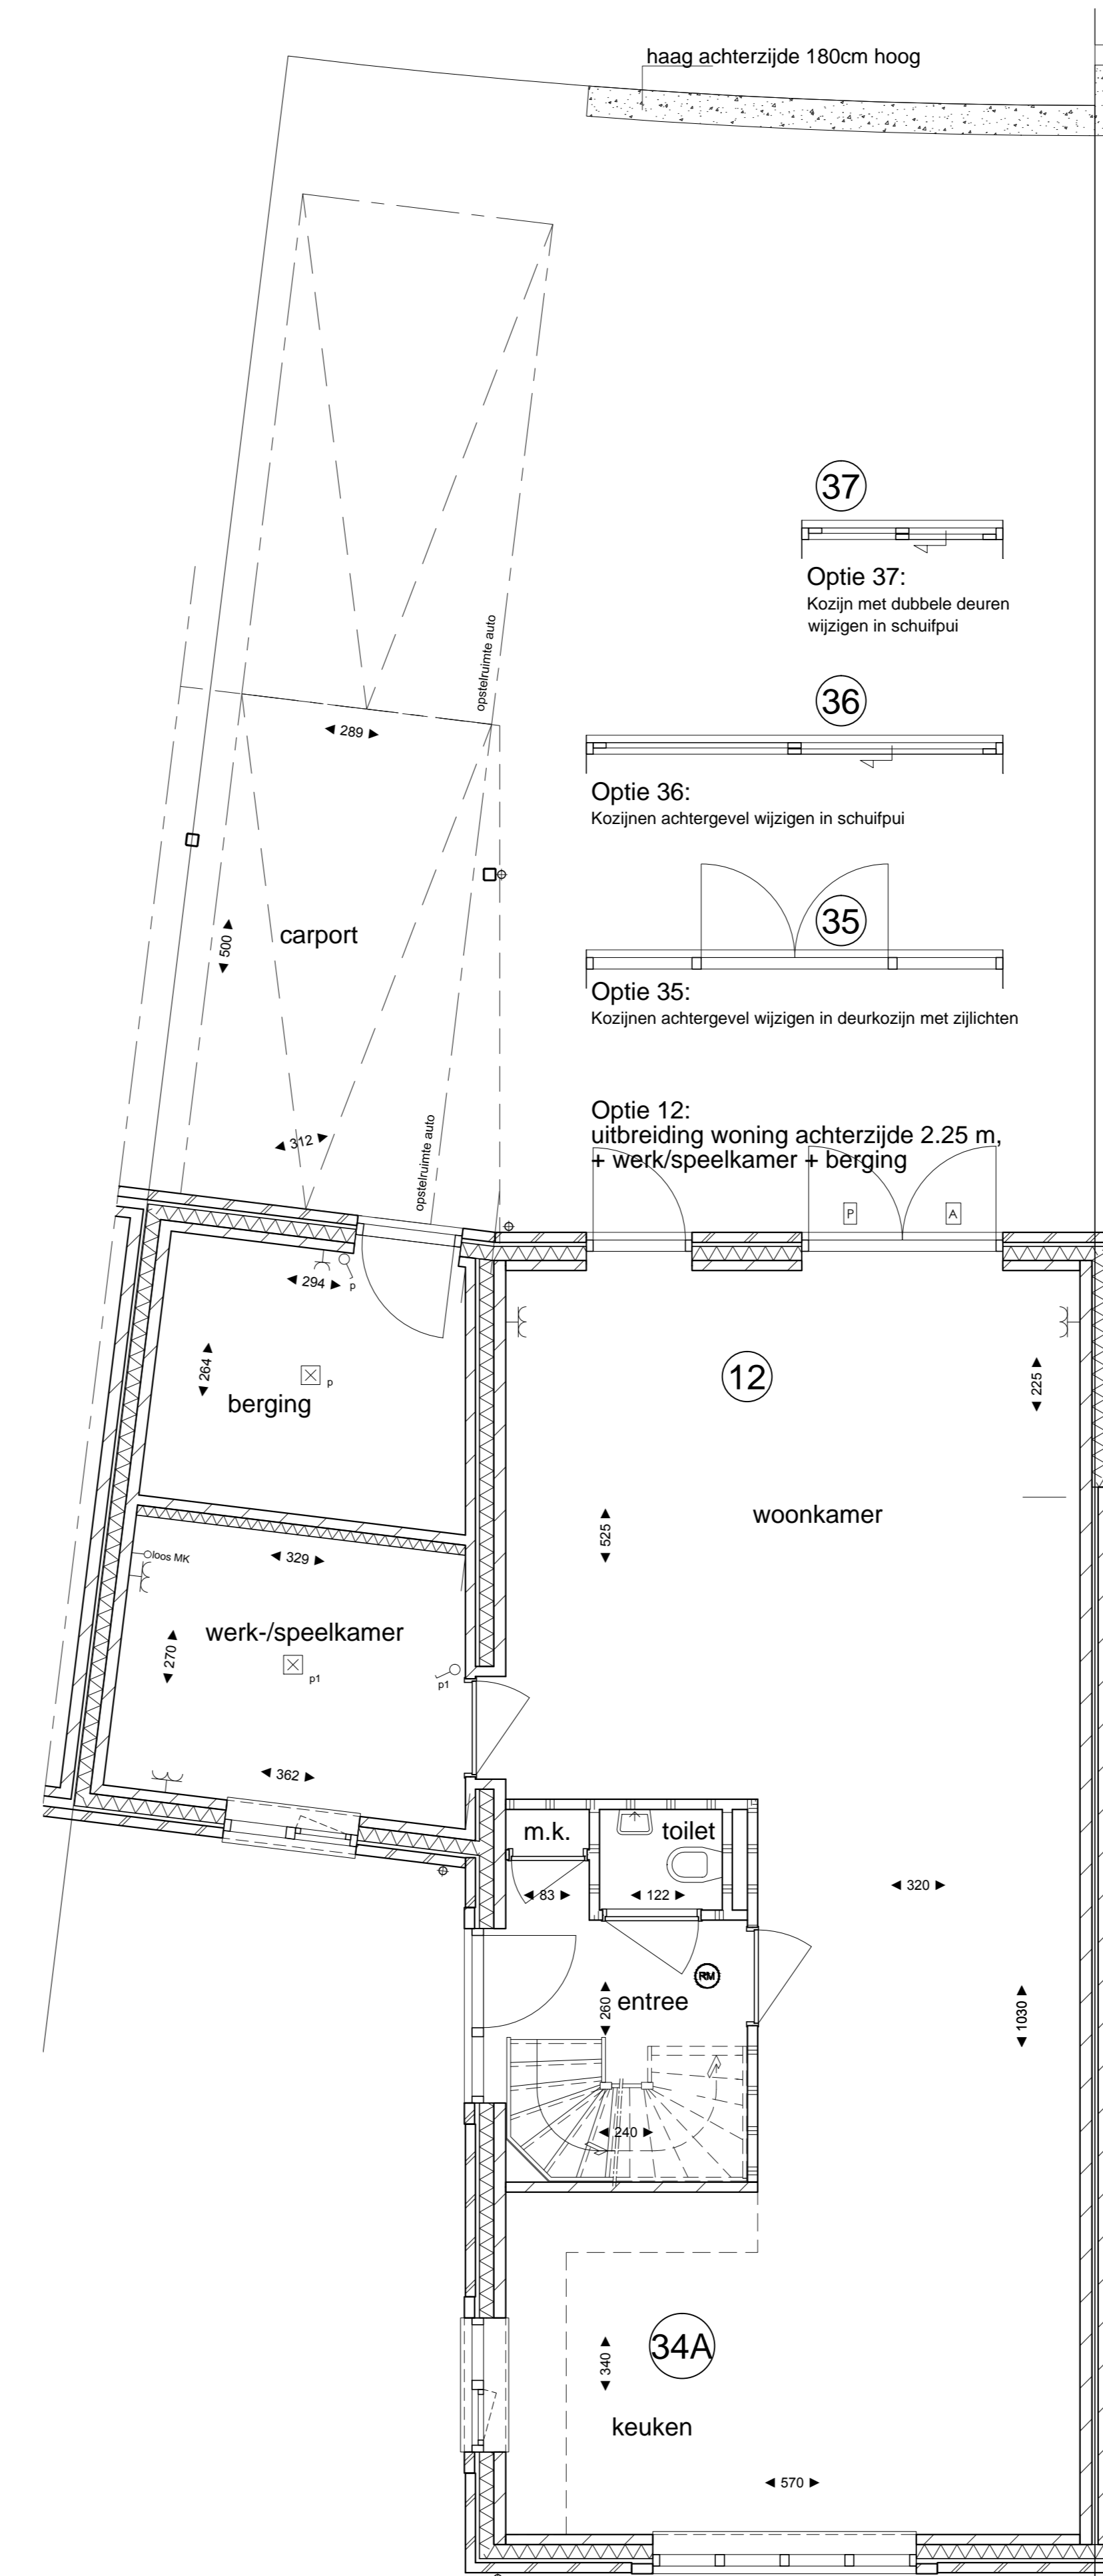 haag achterzijde 180cm hoog
37
Optie 37:
Kozijn met dubbele deuren
wijzigen in schuifpui
opstelruimte auto
36
289
Optie 36:
Kozijnen achtergevel wijzigen in schuifpui
35
500
carport
Optie 35:
Kozijnen achtergevel wijzigen in deurkozijn met zijlichten
Optie 12:
uitbreiding woning achterzijde 2.25 m,
+ werk/speelkamer + berging
312
opstelruimte auto
P
A
294
p
264
p
berging
12
225
woonkamer
525
loos MK
329
werk-/speelkamer
270
p1
p1
362
m.k.
toilet
83
122
320
RM
entree
260
1030
240
34A
340
keuken
570